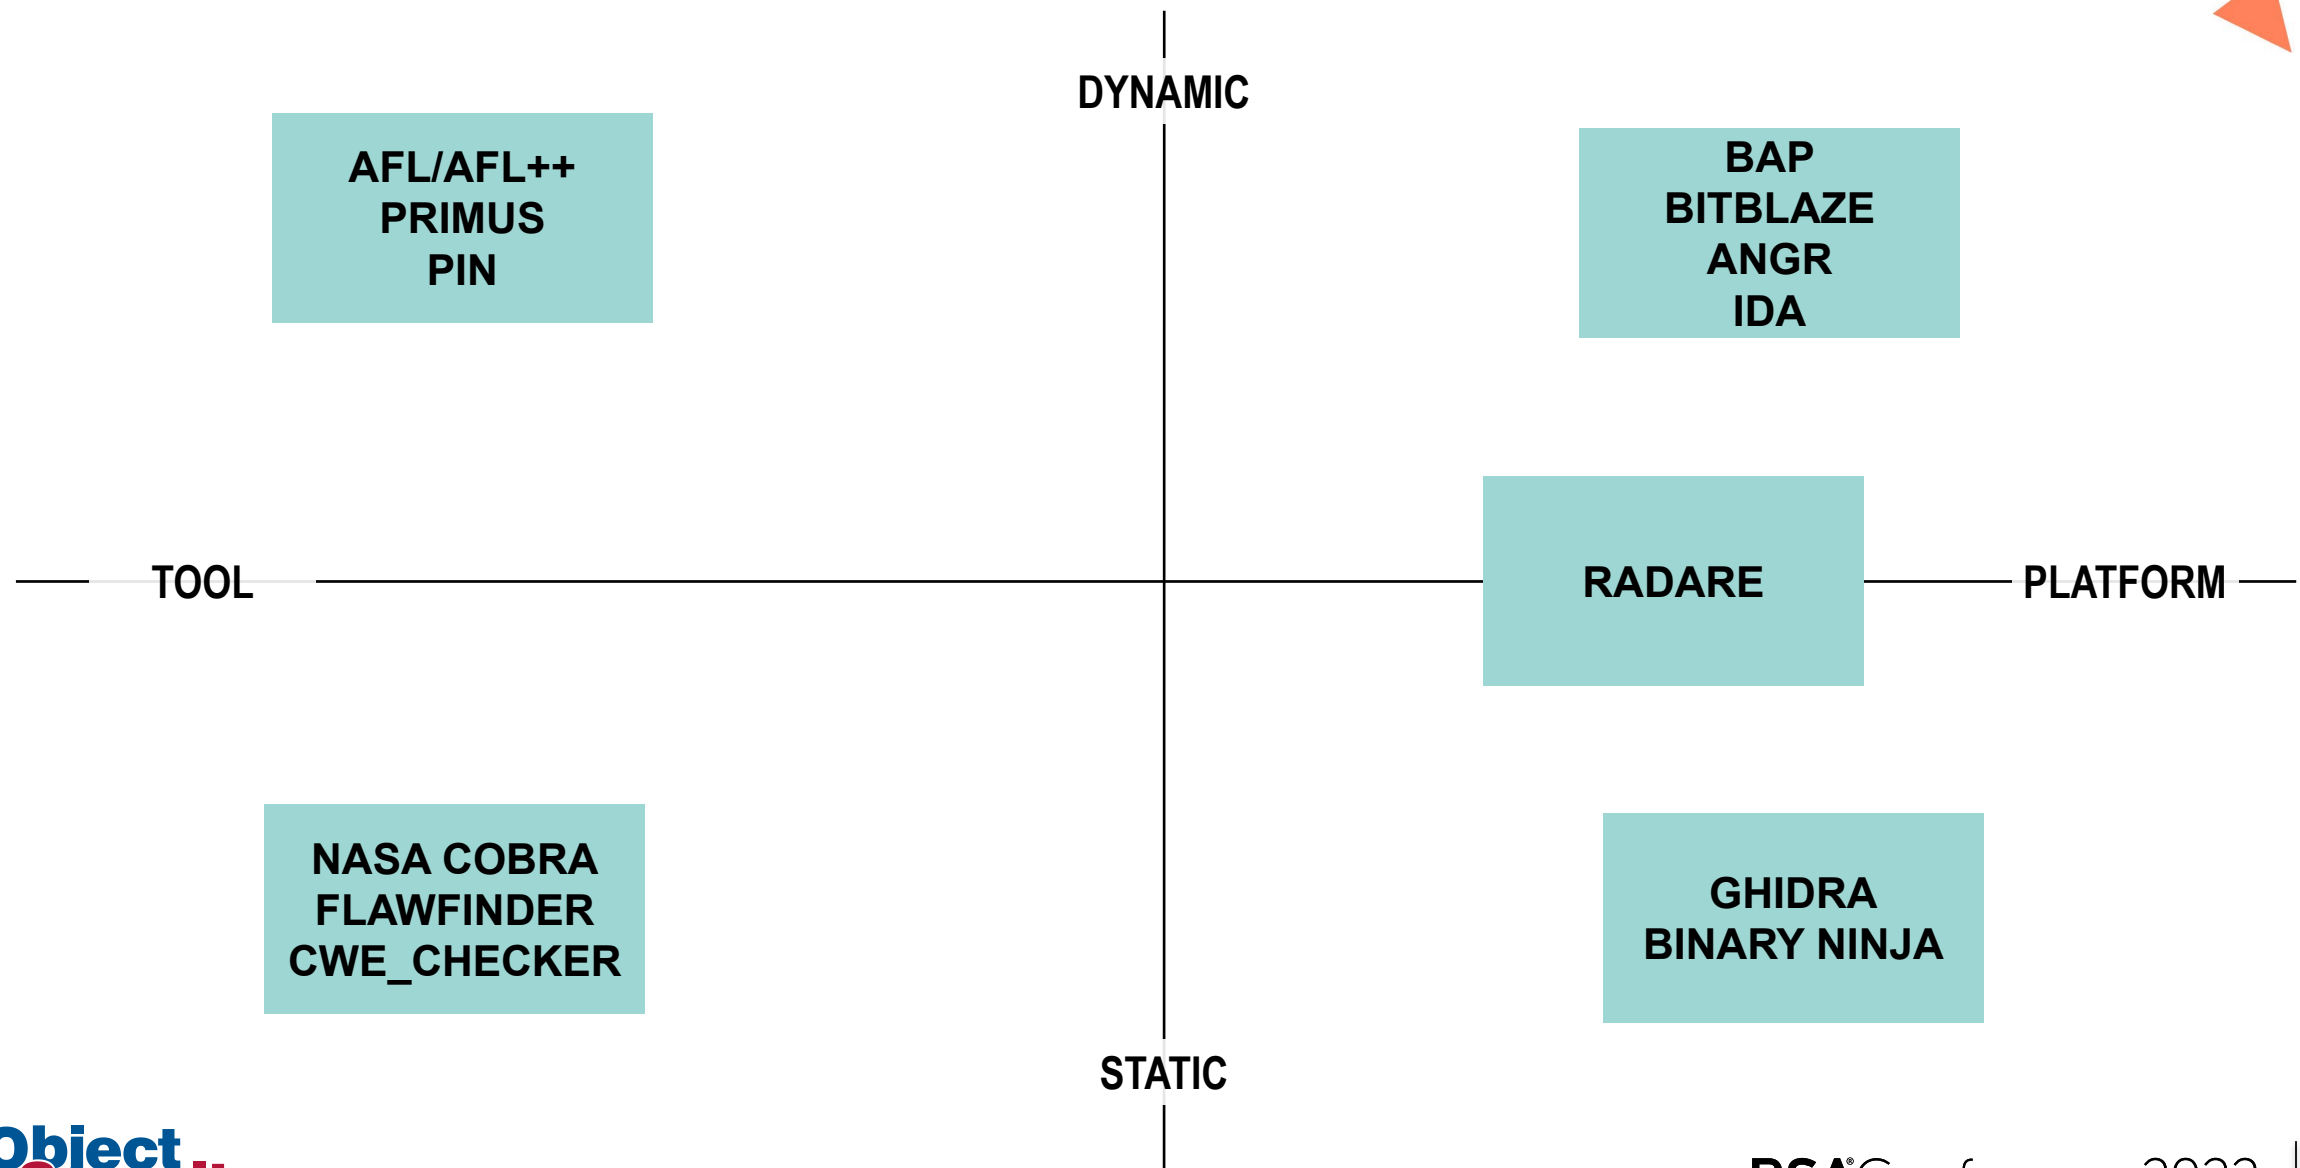 DYNAMIC
AFL/AFL++
PRIMUS
PIN
BAP
BITBLAZE
ANGR
IDA
TOOL
RADARE
PLATFORM
NASA COBRA
FLAWFINDER
CWE_CHECKER
GHIDRA
BINARY NINJA
STATIC
Object